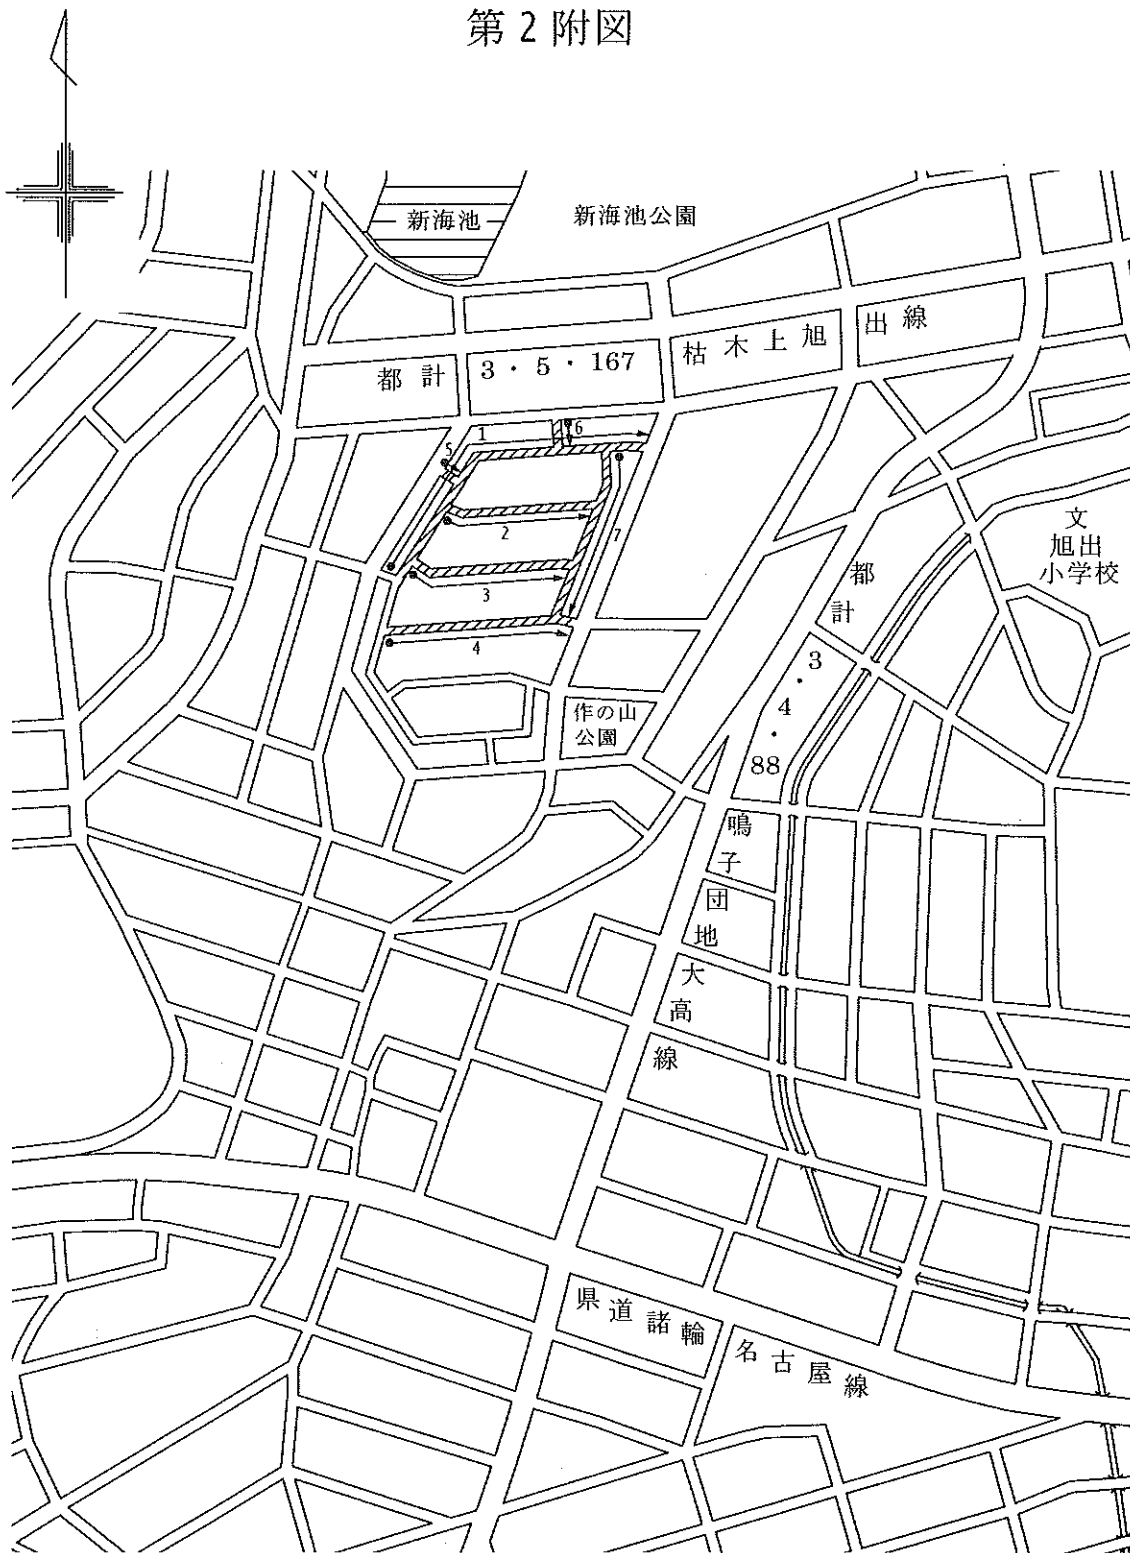 第2附図
新海池
新海池公園
都計 3・5・167 枯木上旭出線
1
6
5
2
7
3
4
文
旭出
小学校
作の山
公園
都計 3・4・88 鳴子団地大高線
県道諸輪名古屋線